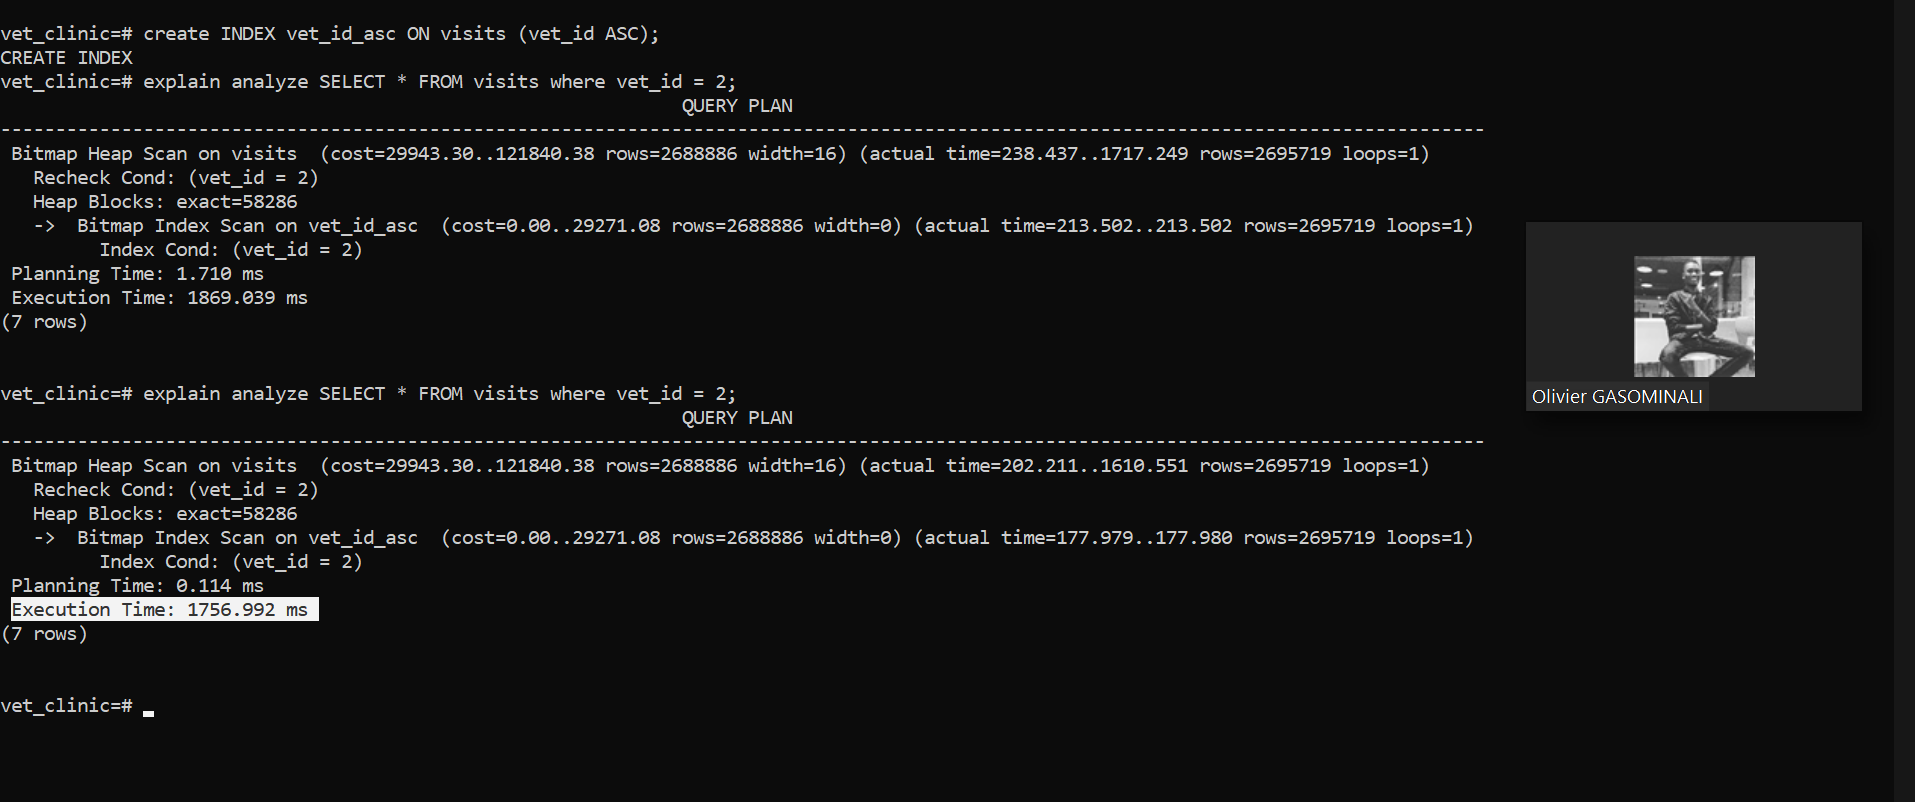 vet_clinic=# create INDEX vet_id_asc ON visits (vet_id ASC);
CREATE INDEX
vet_clinic=# explain analyze SELECT * FROM visits where vet_id = 2;
QUERY PLAN
---------------------------------------------------------------------------------------------------------------------------------------
Bitmap Heap Scan on visits  (cost=29943.30..121840.38 rows=2688886 width=16) (actual time=238.437..1717.249 rows=2695719 loops=1)
Recheck Cond: (vet_id = 2)
Heap Blocks: exact=58286
->  Bitmap Index Scan on vet_id_asc  (cost=0.00..29271.08 rows=2688886 width=0) (actual time=213.502..213.502 rows=2695719 loops=1)
Index Cond: (vet_id = 2)
Planning Time: 1.710 ms
Execution Time: 1869.039 ms
(7 rows)
vet_clinic=# explain analyze SELECT * FROM visits where vet_id = 2;
QUERY PLAN
---------------------------------------------------------------------------------------------------------------------------------------
Bitmap Heap Scan on visits  (cost=29943.30..121840.38 rows=2688886 width=16) (actual time=202.211..1610.551 rows=2695719 loops=1)
Recheck Cond: (vet_id = 2)
Heap Blocks: exact=58286
->  Bitmap Index Scan on vet_id_asc  (cost=0.00..29271.08 rows=2688886 width=0) (actual time=177.979..177.980 rows=2695719 loops=1)
Index Cond: (vet_id = 2)
Planning Time: 0.114 ms
Execution Time: 1756.992 ms
(7 rows)
vet_clinic=#
Olivier GASOMINALI